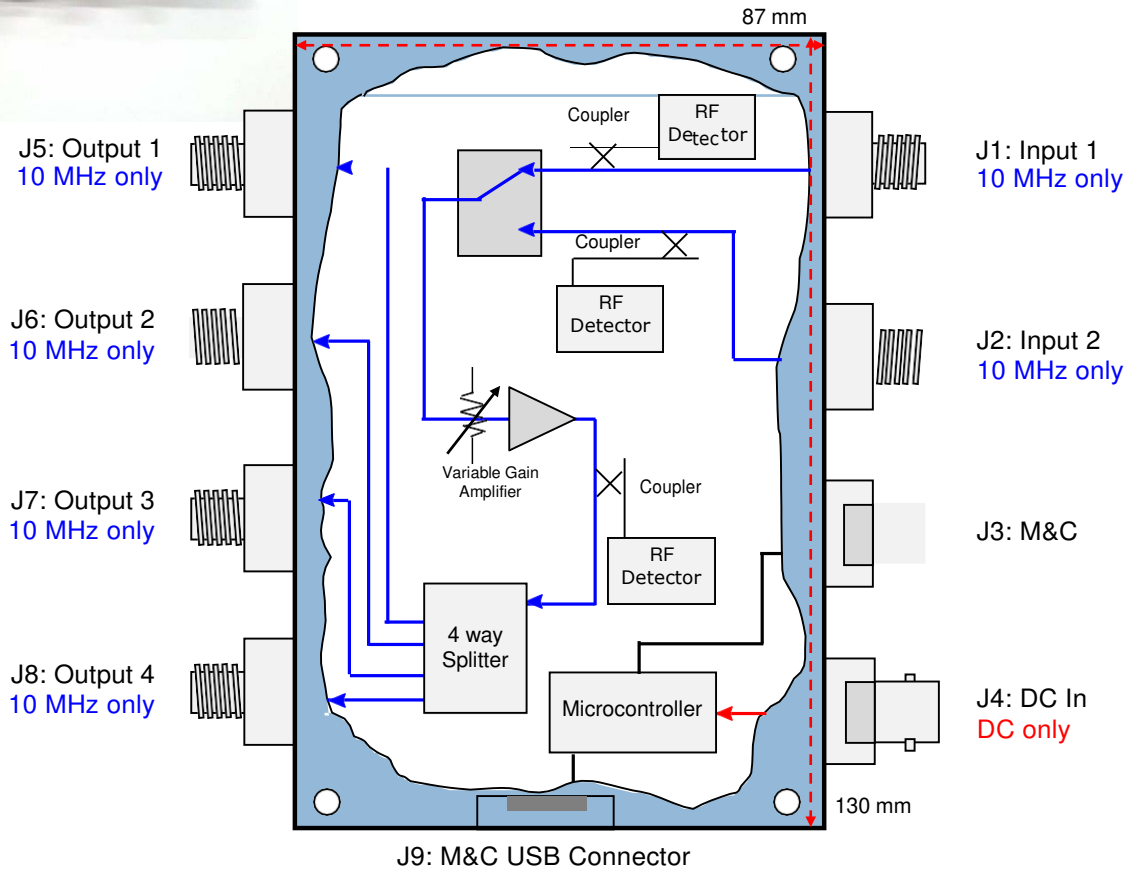 87 mm
J5: Output 1
10 MHz only
J6: Output 2
10 MHz only
J7: Output 3
10 MHz only
J8: Output 4
10 MHz only
Coupler
RF
Detector
Coupler
RF
Detector
Variable Gain
Amplifier
Coupler
RF
Detector
4 way
Splitter
Microcontroller
J1: Input 1
10 MHz only
J2: Input 2
10 MHz only
J3: M&C
J4: DC In
DC only
130 mm
J9: M&C USB Connector